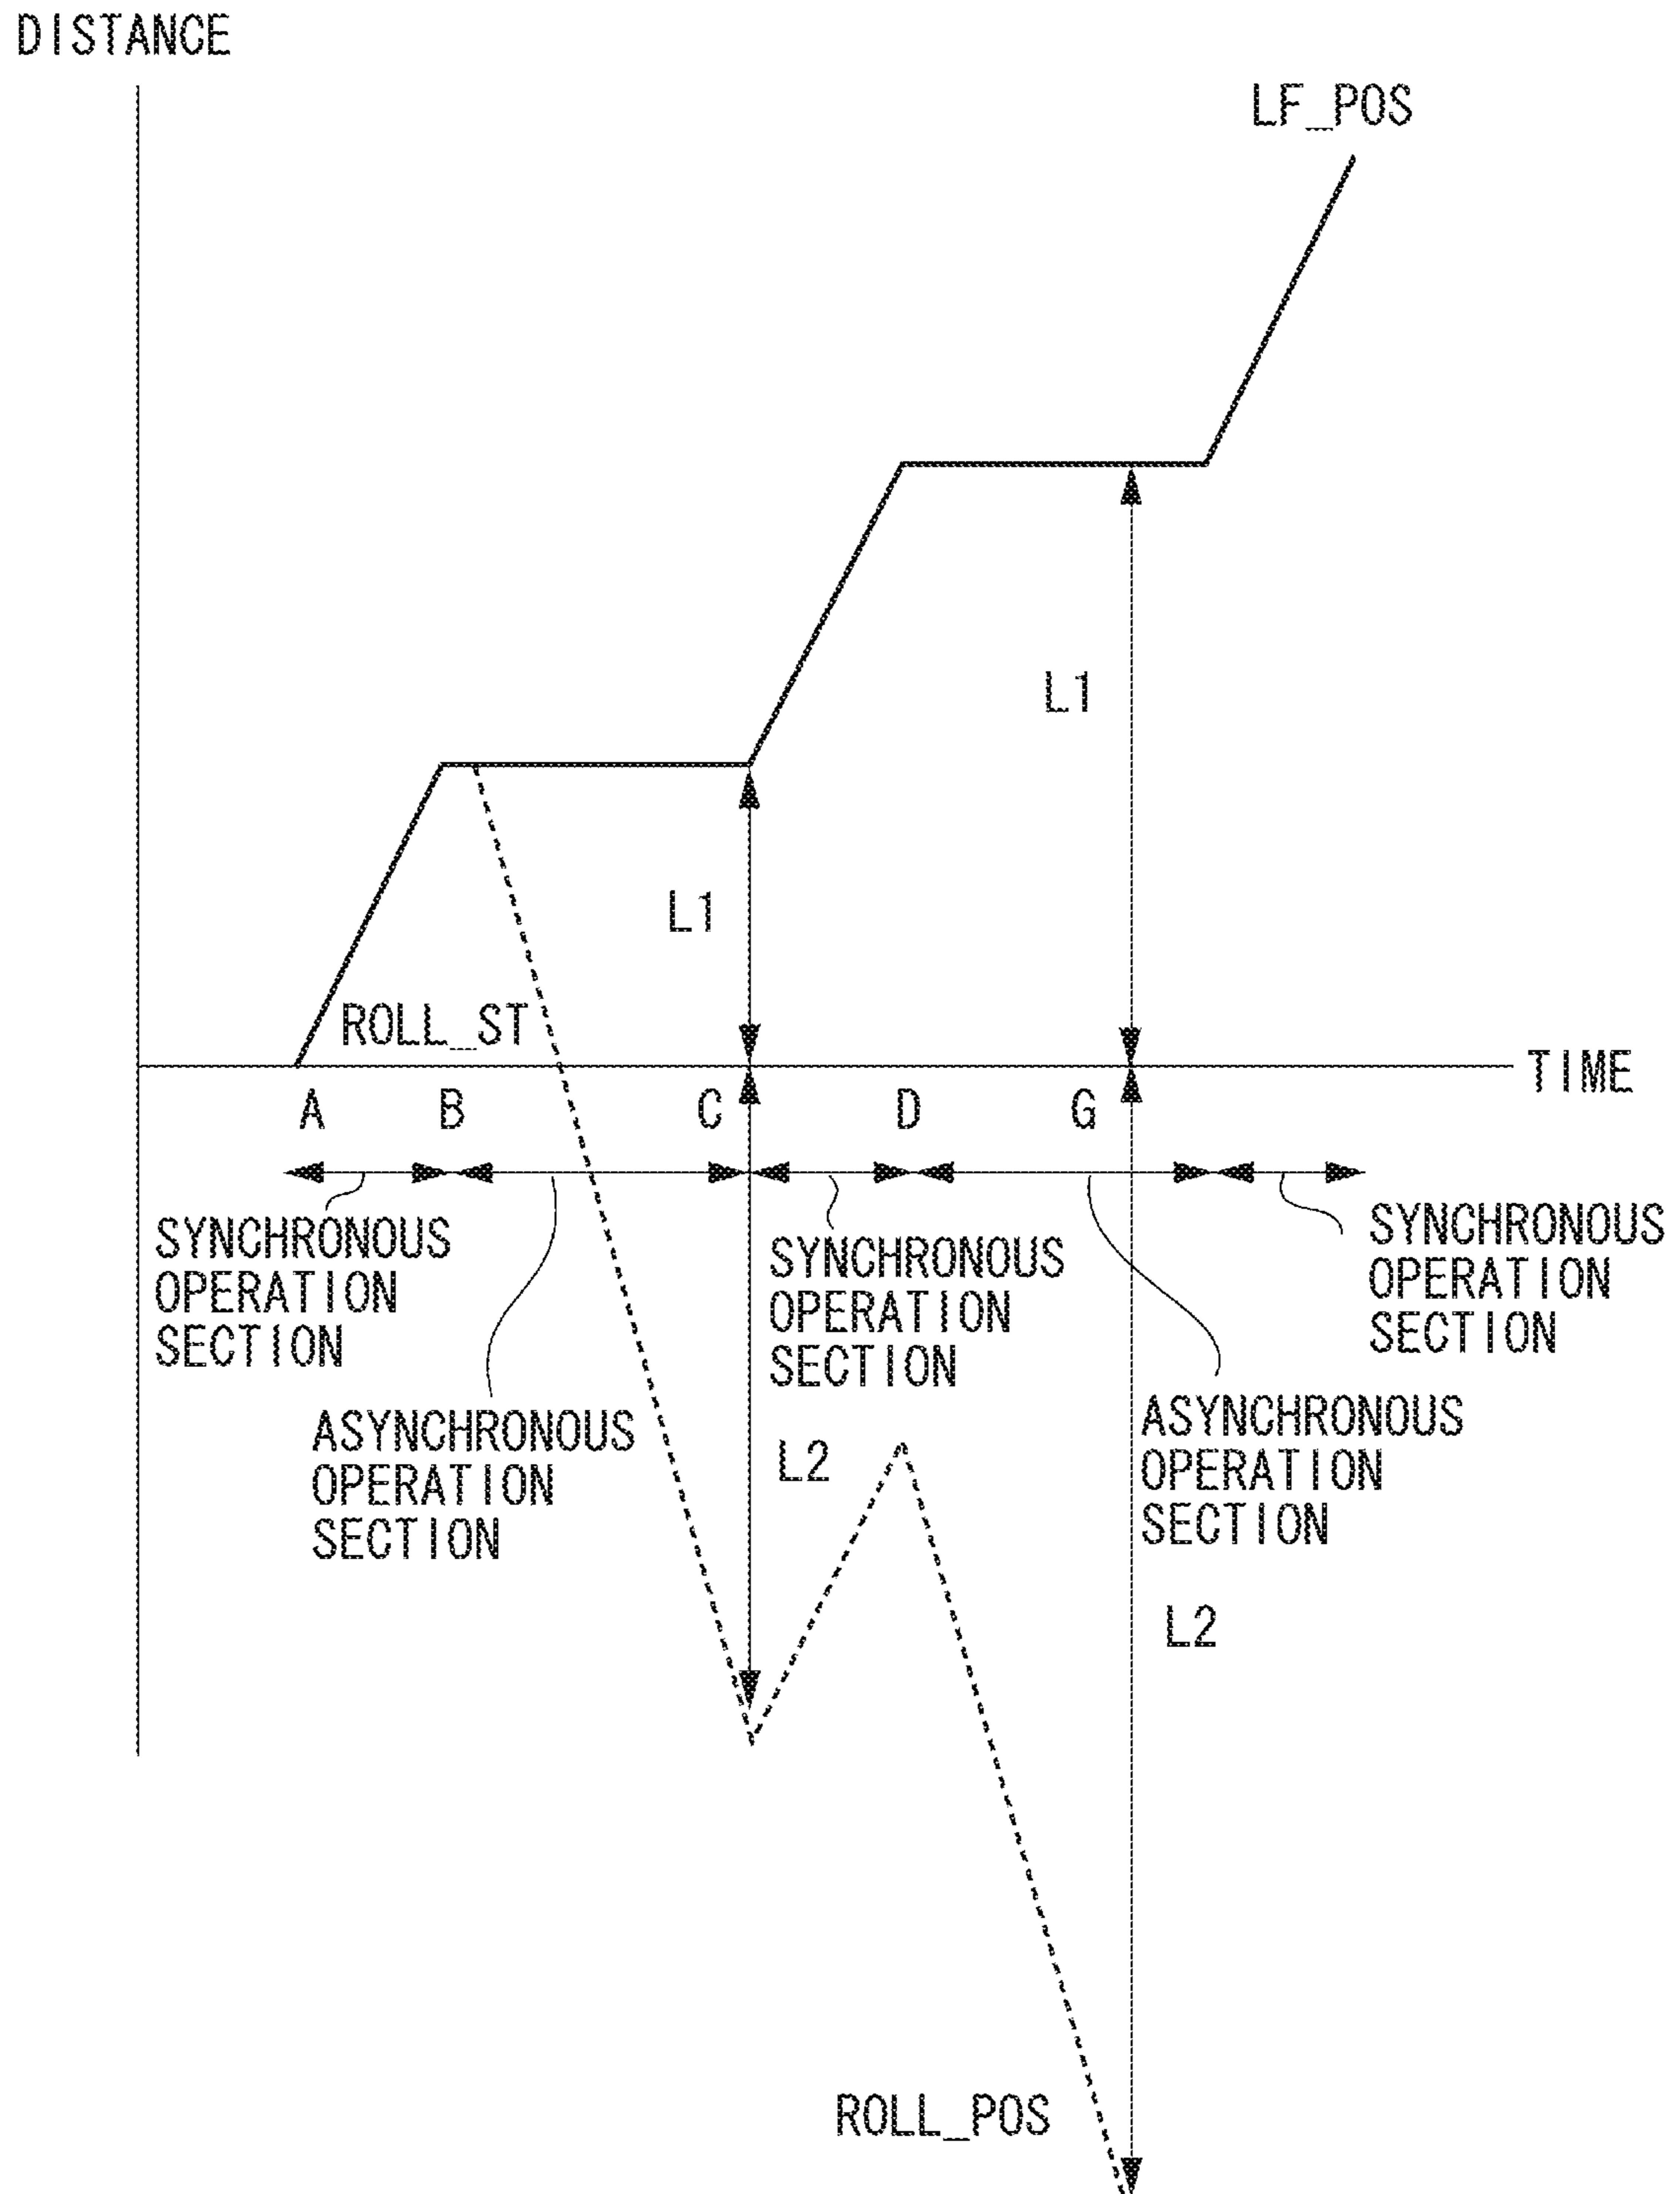 DISTANCE
LF_POS
L1
L1
ROLL_ST
TIME
A
B
C
D
G
SYNCHRONOUS
OPERATION
SECTION
SYNCHRONOUS
OPERATION
SECTION
SYNCHRONOUS
OPERATION
SECTION
ASYNCHRONOUS
OPERATION
SECTION
L2
ASYNCHRONOUS
OPERATION
SECTION
L2
ROLL_POS